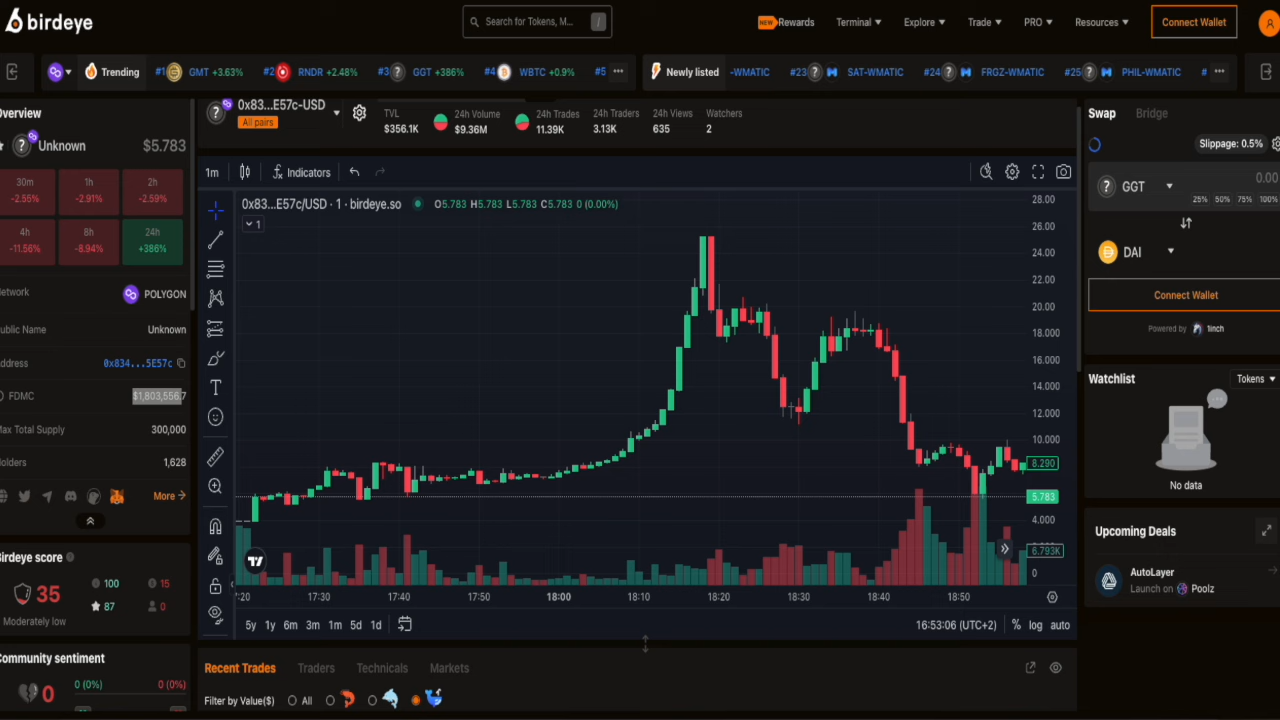 birdeye
Search for Tokens, M... /
NEW Rewards Terminal Explore Trade PRO Resources Connect Wallet
Trending #1 GMT +3.63% #2 RNDR +2.48% #3 GGT +386% #4 WBTC +0.9% #5 ... Newly listed -WMATIC #23 SAT-WMATIC #24 FRGZ-WMATIC #25 PHIL-WMATIC # ...
Overview
Unknown $5.783
30m 1h 2h
-2.55% -2.91% -2.59%
4h 8h 24h
-11.56% -8.94% +386%
Network POLYGON
Public Name Unknown
Address 0x834...5E57c
FDMC $1,803,556.7
Max Total Supply 300,000
Holders 1,628
More
Birdeye score
35 100 15
87 0
Moderately low
Community sentiment
0 0 (0%) 0 (0%)
0x83...E57c-USD
All pairs
TVL 24h Volume 24h Trades 24h Traders 24h Views Watchers
$356.1K $9.36M 11.39K 3.13K 635 2
1m Indicators
0x83...E57c/USD · 1 · birdeye.so O5.783 H5.783 L5.783 C5.783 0 (0.00%)
1
28.00
26.00
24.00
22.00
20.00
18.000
16.000
14.000
12.000
10.000
8.290
5.783
4.000
6.793K
0
:20 17:30 17:40 17:50 18:00 18:10 18:20 18:30 18:40 18:50
5y 1y 6m 3m 1m 5d 1d 16:53:06 (UTC+2) % log auto
Recent Trades Traders Technicals Markets
Filter by Value($) All
Swap Bridge
Slippage: 0.5%
GGT 0.00
25% 50% 75% 100%
DAI
Connect Wallet
Powered by 1inch
Watchlist Tokens
No data
Upcoming Deals
AutoLayer
Launch on Poolz